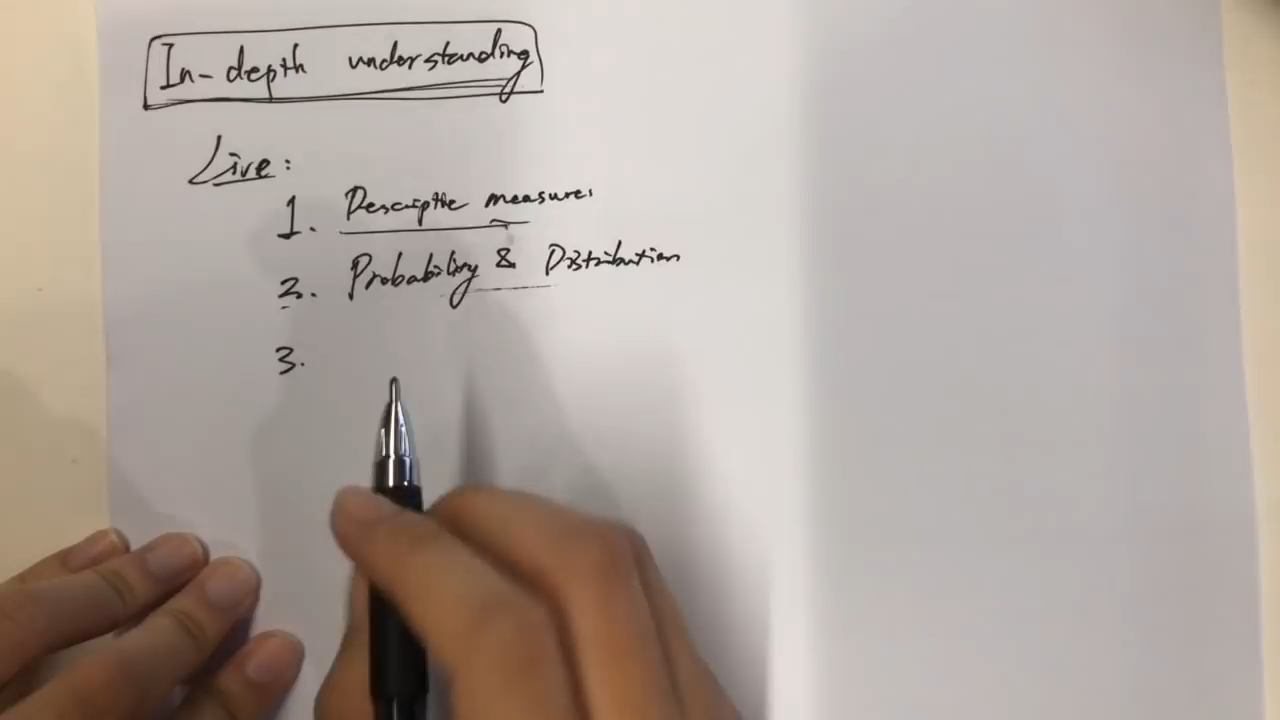 In-depth understanding
Live:
1. Descriptive measures
2. Probability & Distribution
3.